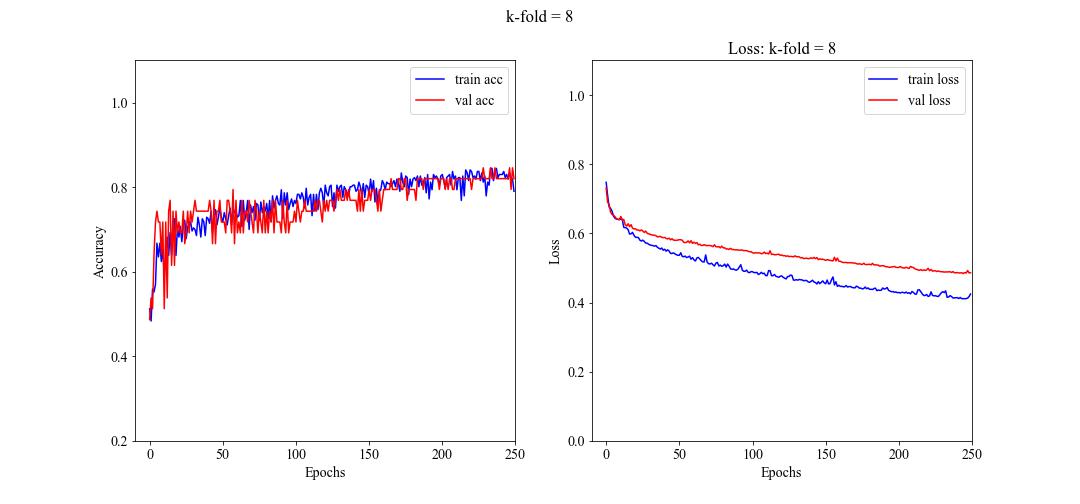 k-fold = 8
train acc
val acc
1.0
0.8
0.6
0.4
0.2
Accuracy
0
50
100
150
200
250
Epochs
Loss: k-fold = 8
train loss
val loss
1.0
0.8
0.6
0.4
0.2
0.0
Loss
0
50
100
150
200
250
Epochs